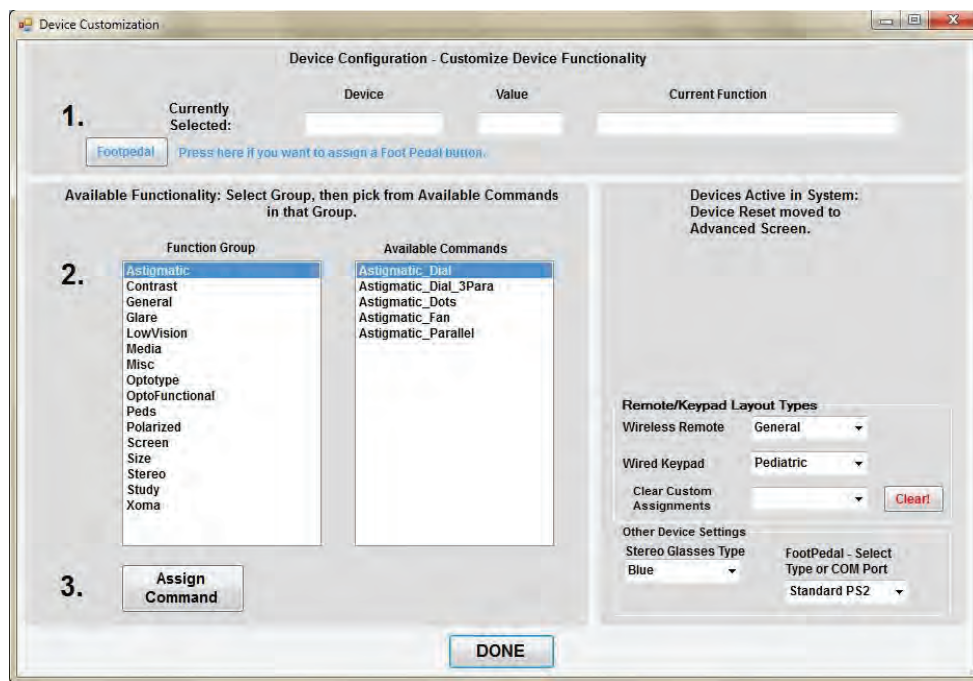 Device Customization
Device Configuration - Customize Device Functionality
Device Value Current Function
1.
Currently
Selected:
Footpedal Press here if you want to assign a Foot Pedal button.
Available Functionality: Select Group, then pick from Available Commands
in that Group.
Function Group Available Commands
2.
Astigmatic
Contrast
General
Glare
LowVision
Media
Misc
Optotype
OptoFunctional
Peds
Polarized
Screen
Size
Stereo
Study
Xoma
Astigmatic_Dial
Astigmatic_Dial_3Para
Astigmatic_Dots
Astigmatic_Fan
Astigmatic_Parallel
3.
Assign
Command
Devices Active in System:
Device Reset moved to
Advanced Screen.
Remote/Keypad Layout Types
Wireless Remote General
Wired Keypad Pediatric
Clear Custom
Assignments
Clear!
Other Device Settings
Stereo Glasses Type
Blue
FootPedal - Select
Type or COM Port
Standard PS2
DONE